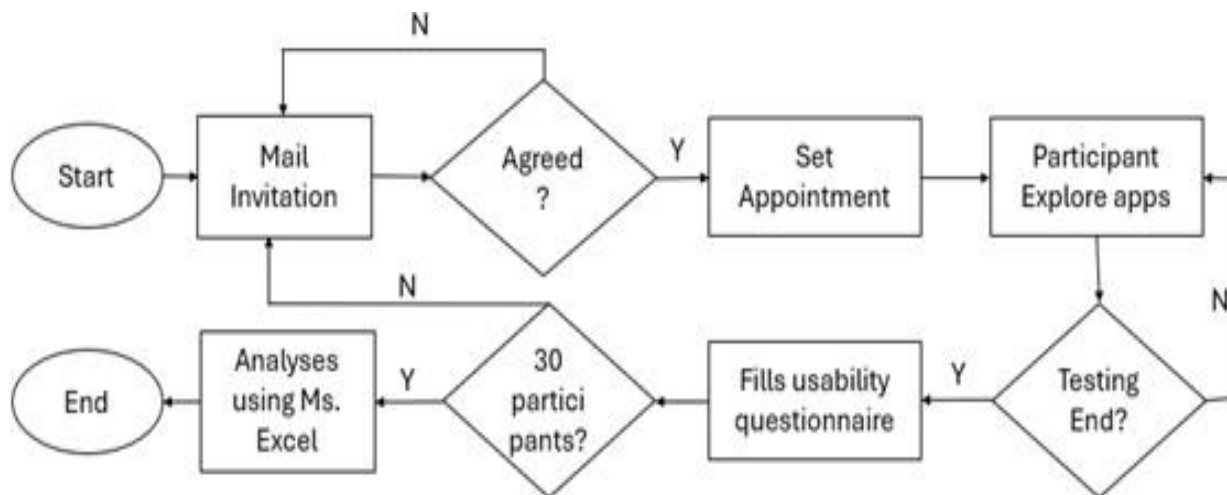 N
Start
Mail
Invitation
Agreed
?
Y
Set
Appointment
Participant
Explore apps
N
N
End
Analyses
using Ms.
Excel
Y
30
partici
pants?
Fills usability
questionnaire
Y
Testing
End?